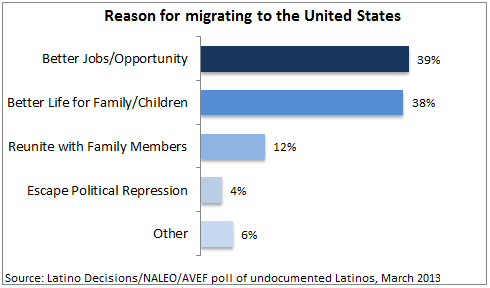 Reason for migrating to the United States
Better Jobs/Opportunity 39%
Better Life for Family/Children 38%
Reunite with Family Members 12%
Escape Political Repression 4%
Other 6%
Source: Latino Decisions/NALEO/AVEF poll of undocumented Latinos, March 2013